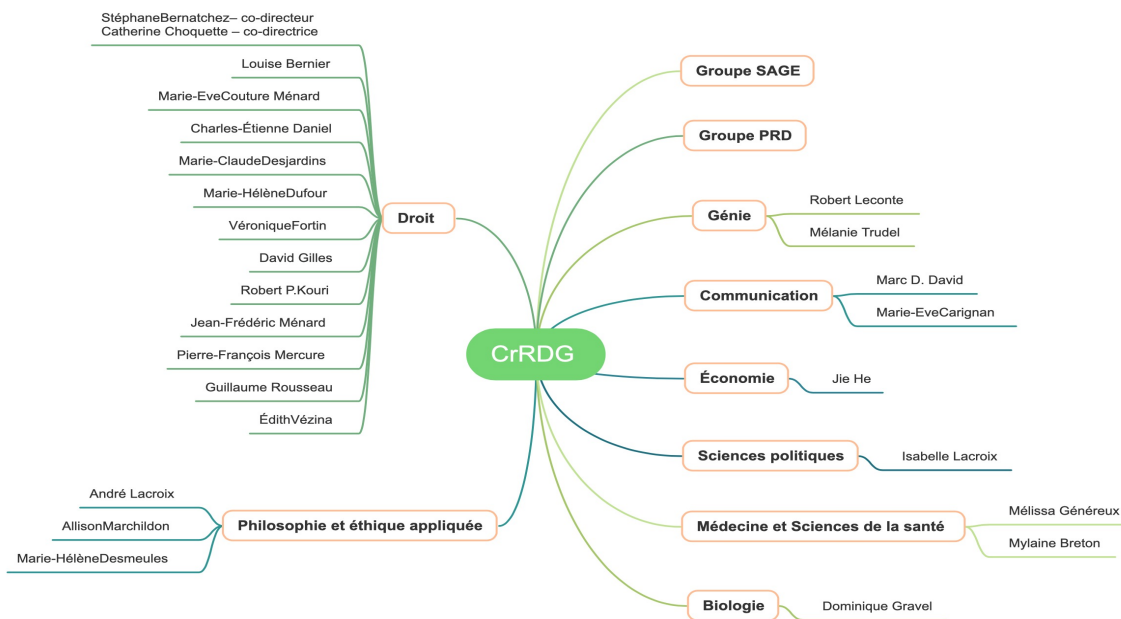 StéphaneBernatchez– co-directeur
Catherine Choquette – co-directrice
Louise Bernier
Marie-EveCouture Ménard
Charles-Étienne Daniel
Marie-ClaudeDesjardins
Marie-HélèneDufour
VéroniqueFortin
David Gilles
Robert P.Kouri
Jean-Frédéric Ménard
Pierre-François Mercure
Guillaume Rousseau
ÉdithVézina
Droit
André Lacroix
AllisonMarchildon
Marie-HélèneDesmeules
Philosophie et éthique appliquée
CrRDG
Groupe SAGE
Groupe PRD
Génie
Robert Leconte
Mélanie Trudel
Communication
Marc D. David
Marie-EveCarignan
Économie
Jie He
Sciences politiques
Isabelle Lacroix
Médecine et Sciences de la santé
Mélissa Généreux
Mylaine Breton
Biologie
Dominique Gravel